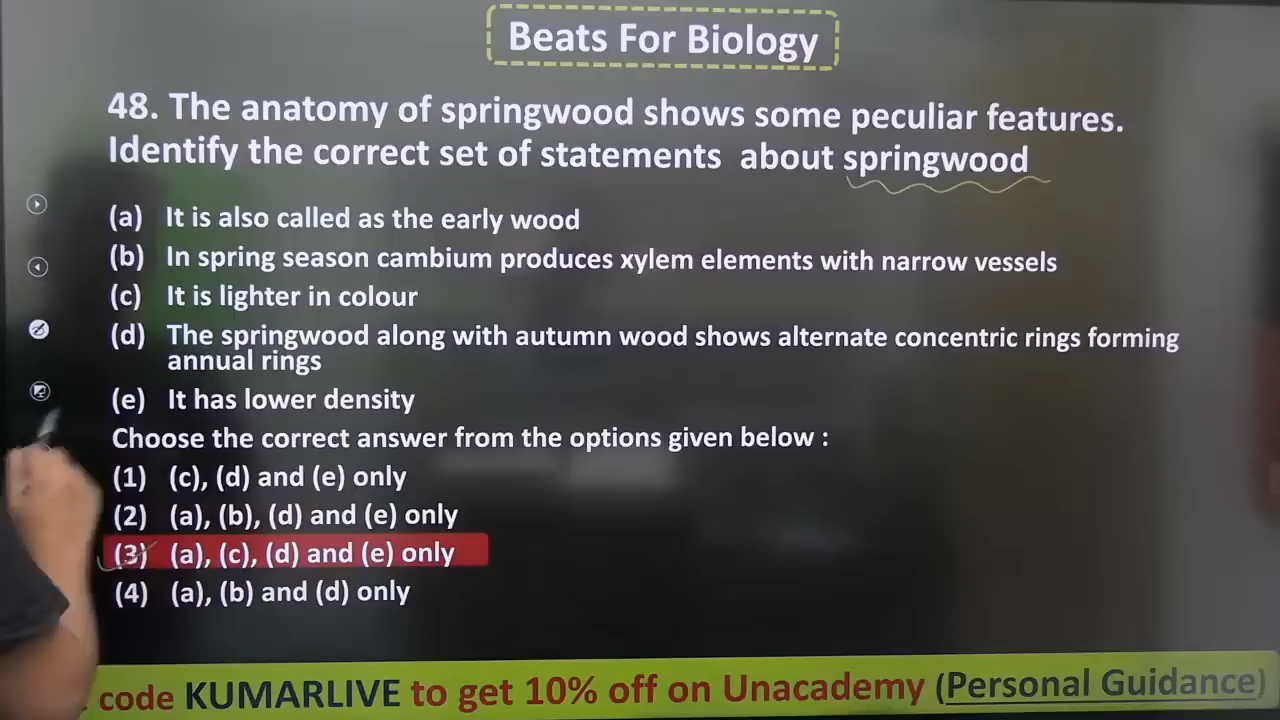 Beats For Biology
48. The anatomy of springwood shows some peculiar features.
Identify the correct set of statements about springwood
(a) It is also called as the early wood
(b) In spring season cambium produces xylem elements with narrow vessels
(c) It is lighter in colour
(d) The springwood along with autumn wood shows alternate concentric rings forming
annual rings
(e) It has lower density
Choose the correct answer from the options given below :
(1) (c), (d) and (e) only
(2) (a), (b), (d) and (e) only
(3) (a), (c), (d) and (e) only
(4) (a), (b) and (d) only
code KUMARLIVE to get 10% off on Unacademy (Personal Guidance)